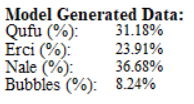 Model Generated Data:
Qufu (%): 31.18%
Erci (%): 23.91%
Nale (%): 36.68%
Bubbles (%): 8.24%